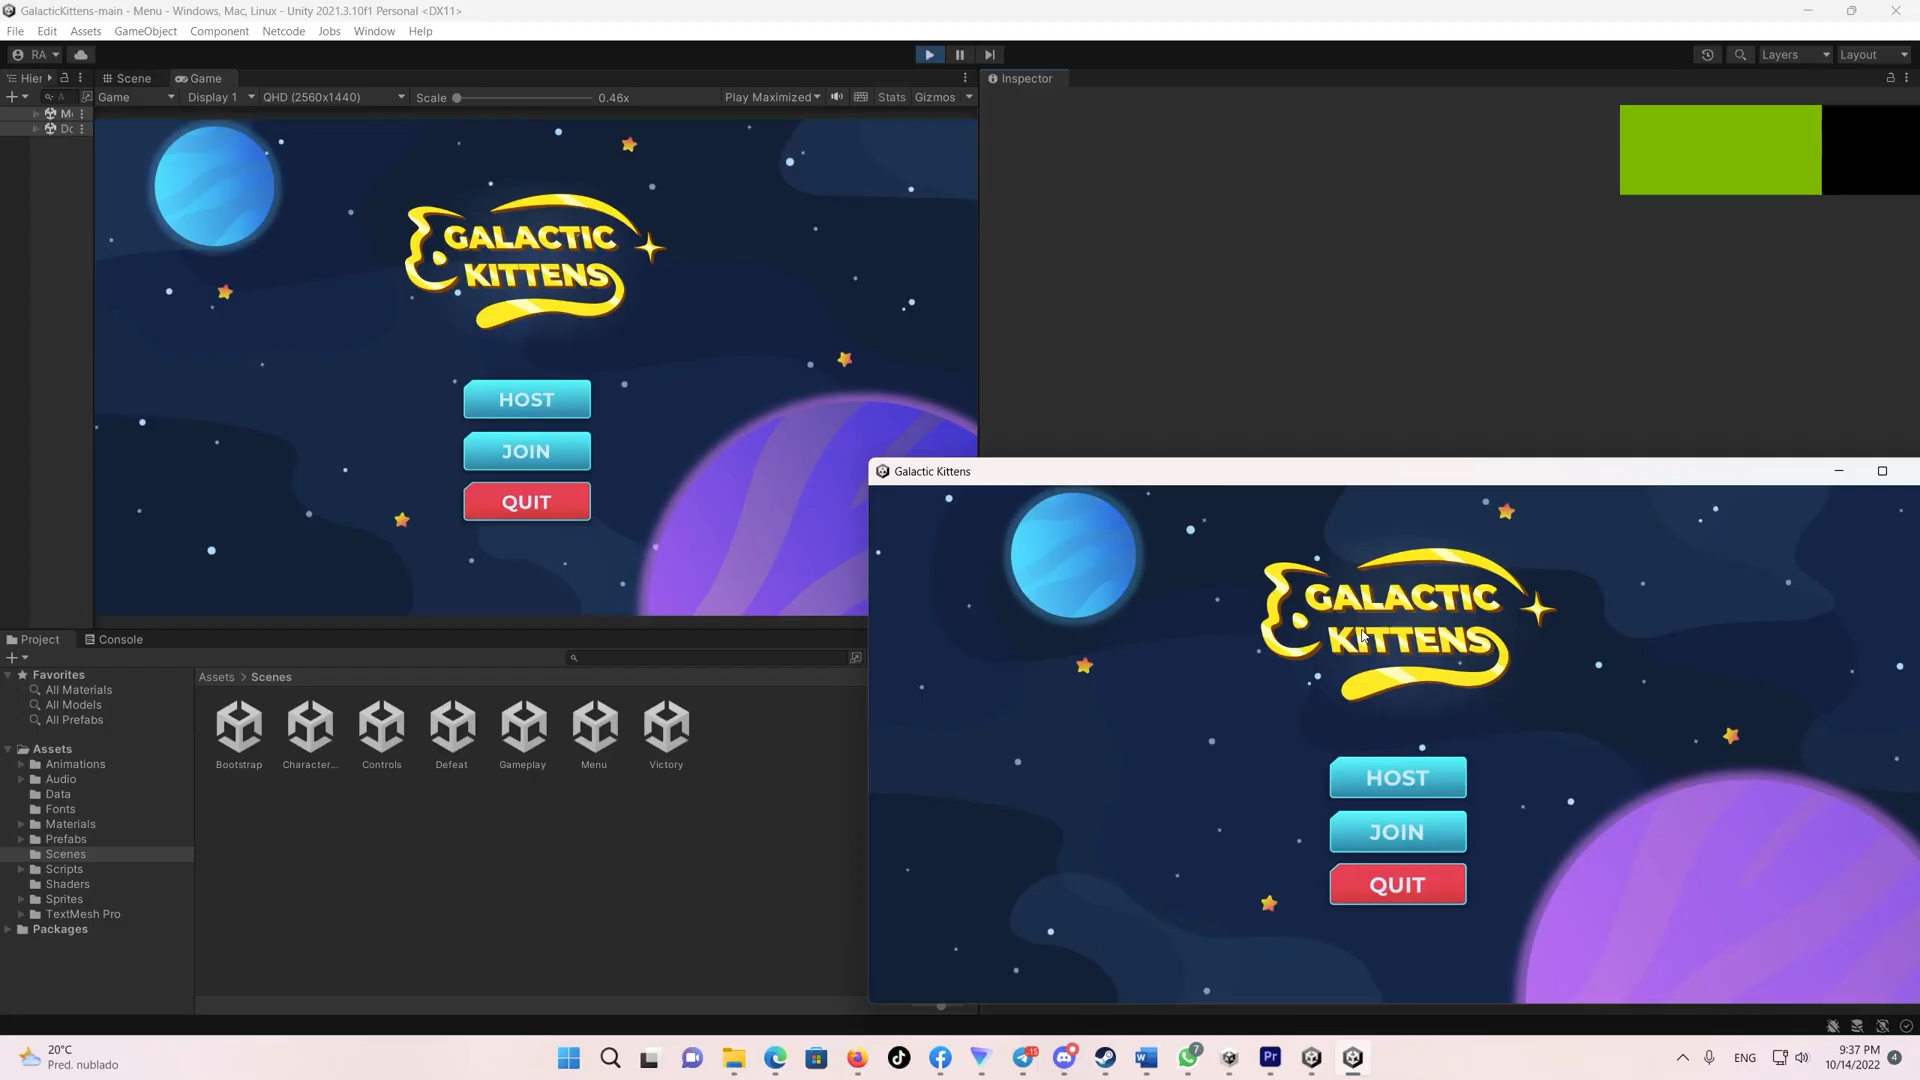 GalacticKittens-main - Menu - Windows, Mac, Linux - Unity 2021.3.10f1 Personal <DX11>
File Edit Assets GameObject Component Netcode Jobs Window Help
RA Layers Layout
Hier Scene Game Inspector
Game Display 1 QHD (2560x1440) Scale 0.46x Play Maximized Stats Gizmos
GALACTIC
KITTENS
HOST
JOIN
QUIT
Galactic Kittens
GALACTIC
KITTENS
HOST
JOIN
QUIT
Project Console
Favorites
All Materials
All Models
All Prefabs
Assets
Animations
Audio
Data
Fonts
Materials
Prefabs
Scenes
Scripts
Shaders
Sprites
TextMesh Pro
Packages
Assets > Scenes
Bootstrap Character... Controls Defeat Gameplay Menu Victory
20°C
Pred. nublado
15
7
Pr
ENG
9:37 PM
10/14/2022
4